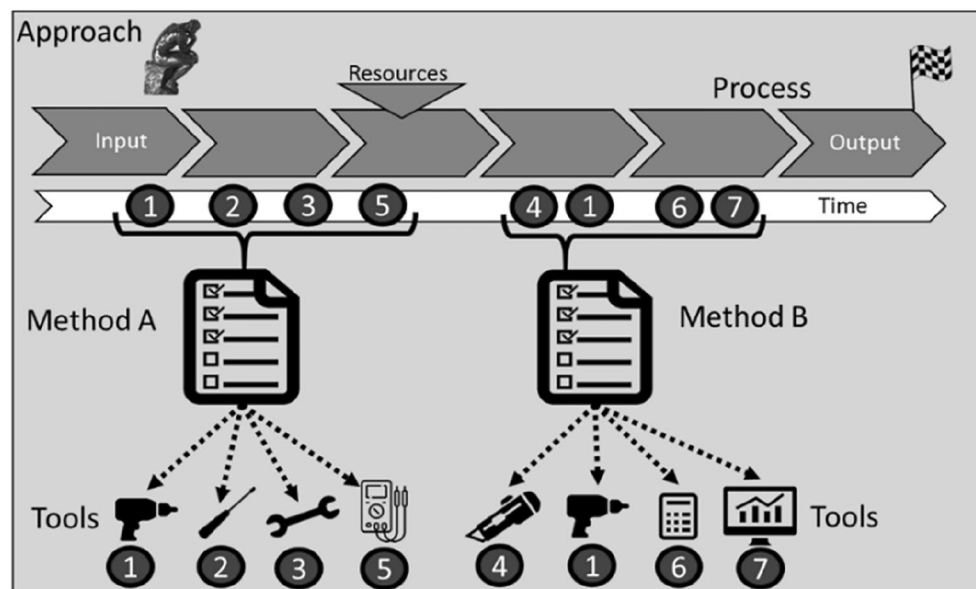 Approach
Resources
Process
Input
Output
1 2 3 5 4 1 6 7 Time
Method A
Method B
Tools
Tools
1 2 3 5 4 1 6 7